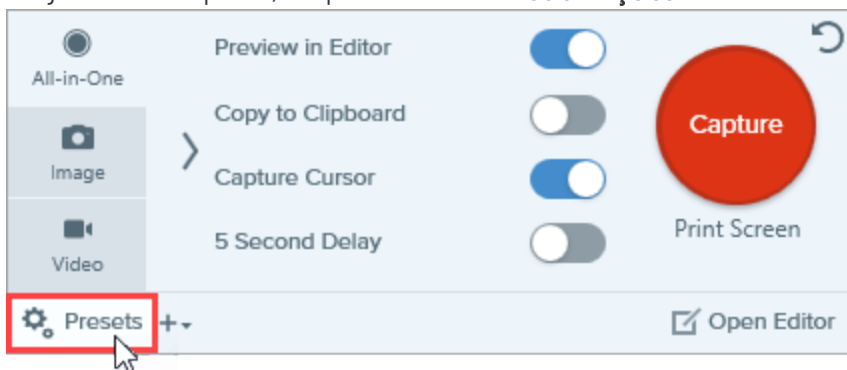 All-in-One
Image
Video
Preview in Editor
Copy to Clipboard
Capture Cursor
5 Second Delay
Capture
Print Screen
Presets
Open Editor